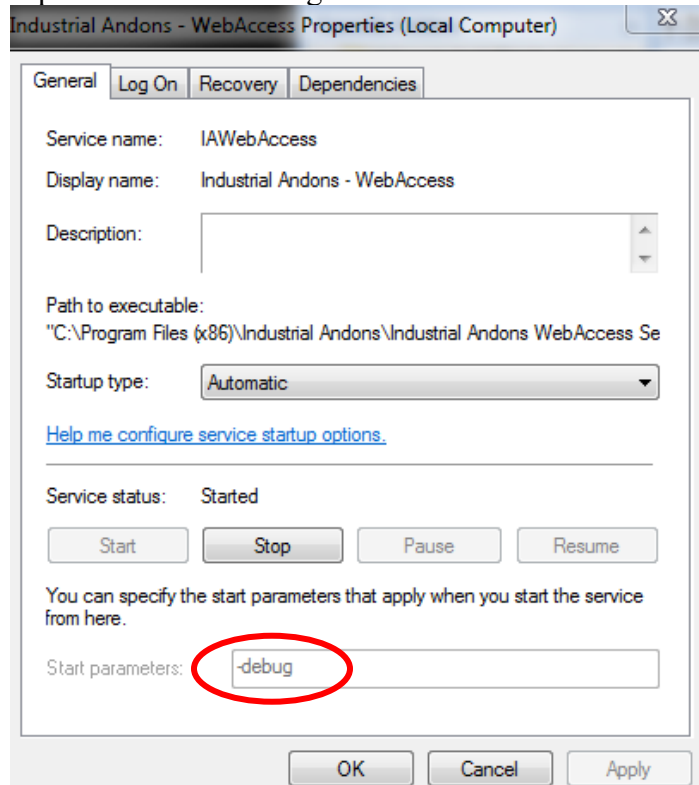 Industrial Andons - WebAccess Properties (Local Computer)
General Log On Recovery Dependencies
Service name: IAWebAccess
Display name: Industrial Andons - WebAccess
Description:
Path to executable:
"C:\Program Files (x86)\Industrial Andons\Industrial Andons WebAccess Se
Startup type: Automatic
Help me configure service startup options.
Service status: Started
Start Stop Pause Resume
You can specify the start parameters that apply when you start the service
from here.
Start parameters: -debug
OK Cancel Apply